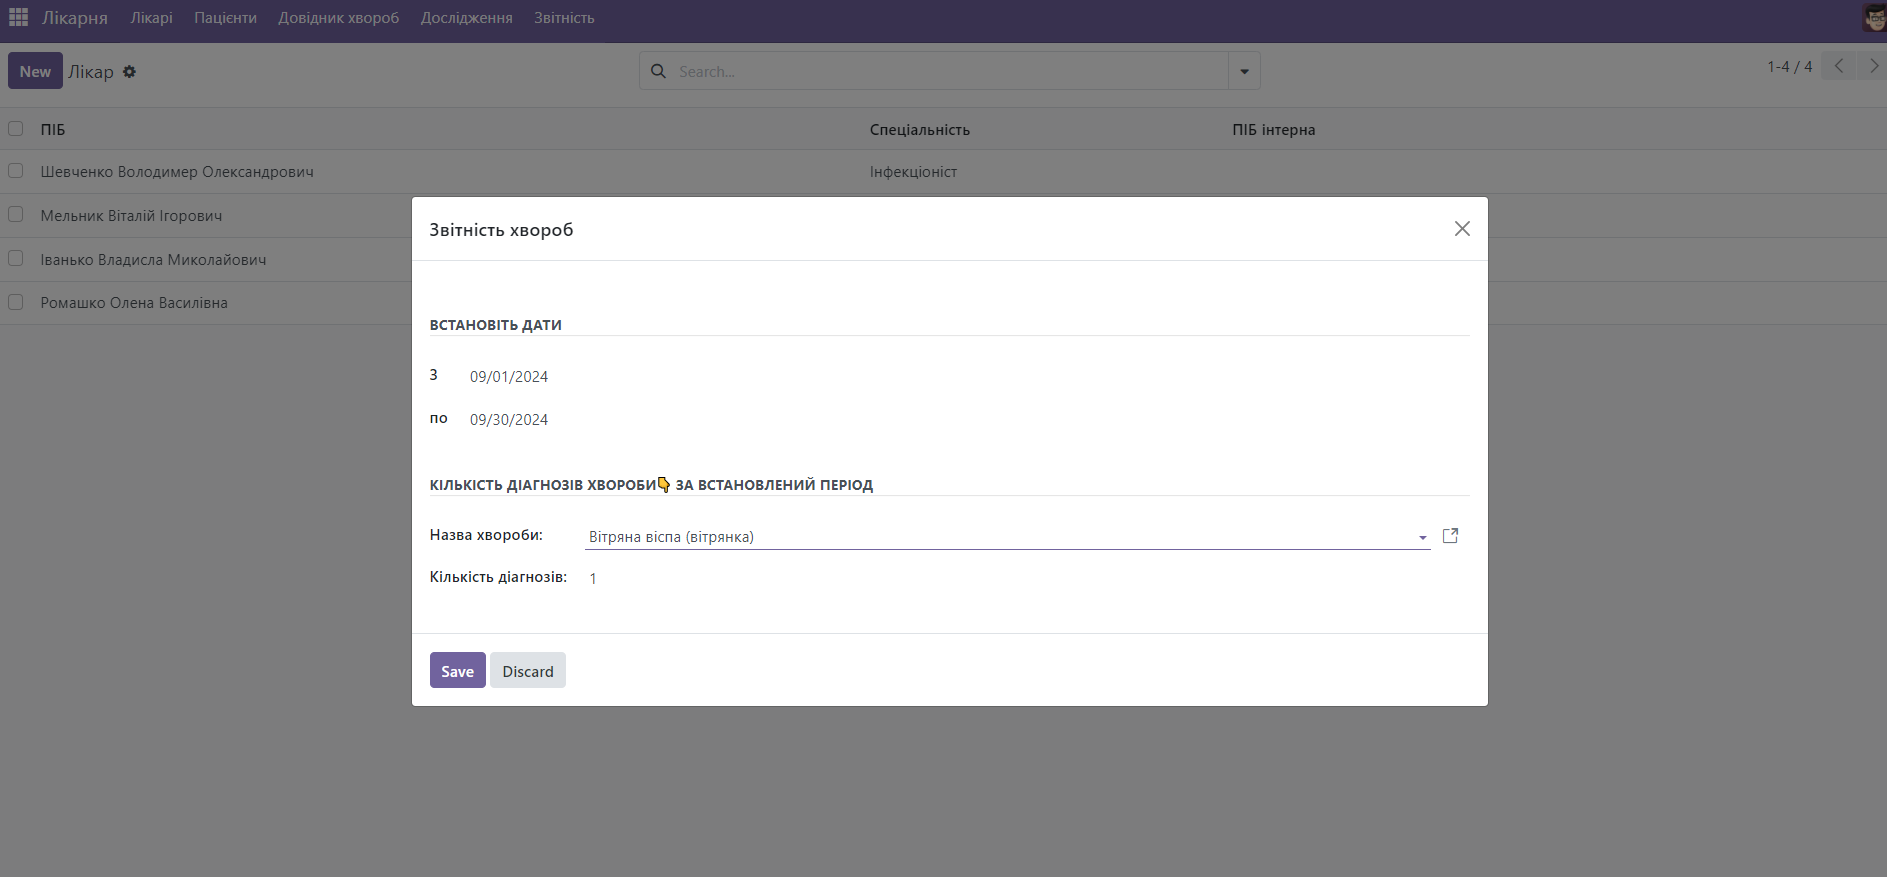 Лікарня Лікарі Пацієнти Довідник хвороб Дослідження Звітність
New Лікар Search... 1-4 / 4
ПІБ Спеціальність ПІБ інтерна
Шевченко Володимер Олександрович Інфекціоніст
Мельник Віталій Ігорович
Іванько Владисла Миколайович
Ромашко Олена Василівна
Звітність хвороб
ВСТАНОВІТЬ ДАТИ
З 09/01/2024
по 09/30/2024
КІЛЬКІСТЬ ДІАГНОЗІВ ХВОРОБИ👇 ЗА ВСТАНОВЛЕНИЙ ПЕРІОД
Назва хвороби: Вітряна віспа (вітрянка)
Кількість діагнозів: 1
Save Discard